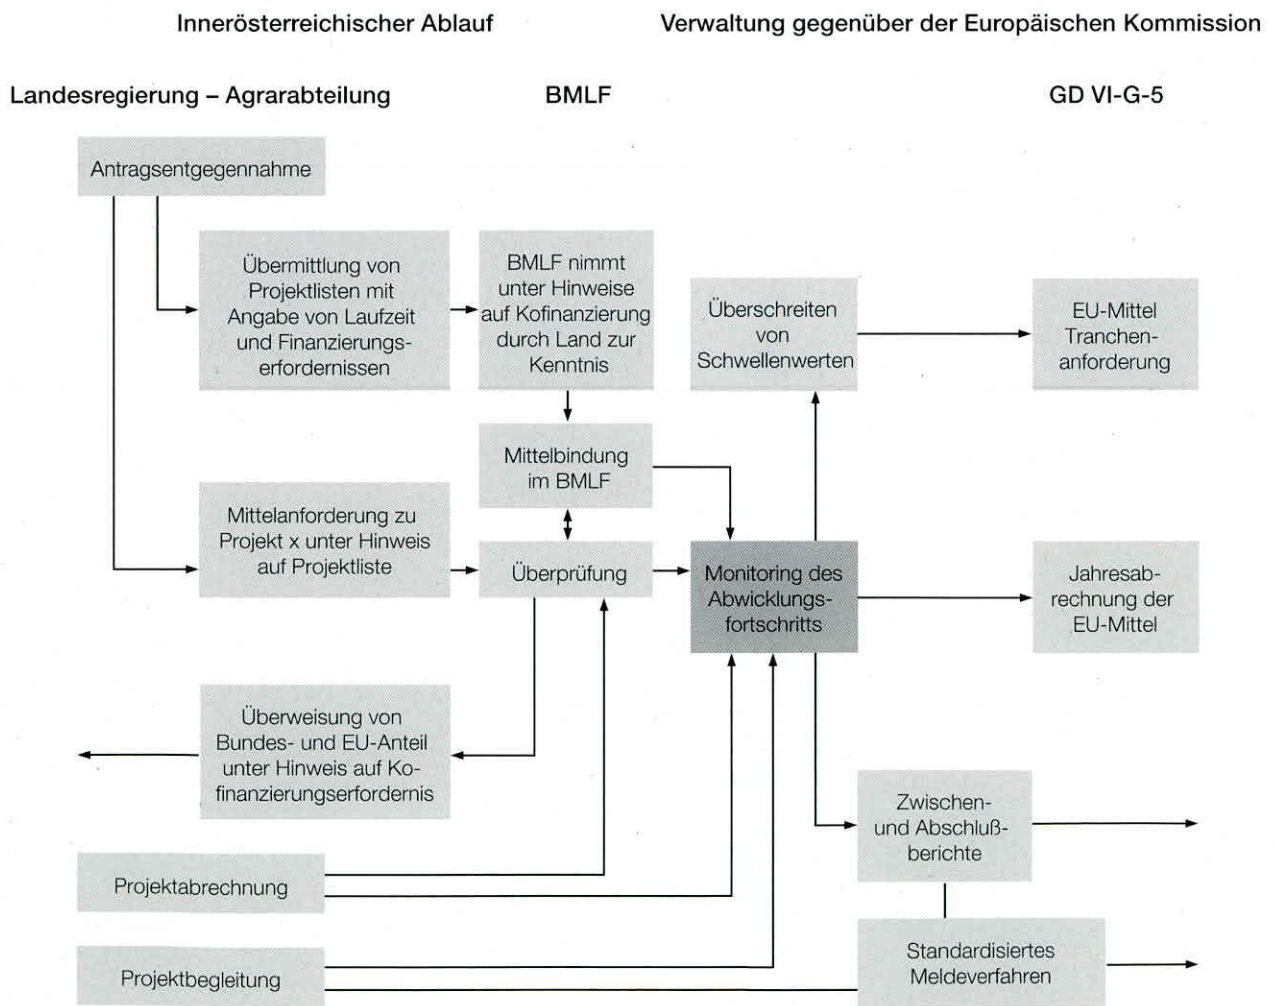 Innerösterreichischer Ablauf
Verwaltung gegenüber der Europäischen Kommission
Landesregierung – Agrarabteilung
BMLF
GD VI-G-5
Antragsentgegennahme
Übermittlung von
Projektlisten mit
Angabe von Laufzeit
und Finanzierungs-
erfordernissen
BMLF nimmt
unter Hinweise
auf Kofinanzierung
durch Land zur
Kenntnis
Überschreiten
von
Schwellenwerten
EU-Mittel
Tranchen-
anforderung
Mittelbindung
im BMLF
Mittelanforderung zu
Projekt x unter Hinweis
auf Projektliste
Überprüfung
Monitoring des
Abwicklungs-
fortschritts
Jahresab-
rechnung der
EU-Mittel
Überweisung von
Bundes- und EU-Anteil
unter Hinweis auf Ko-
finanzierungserfordernis
Zwischen-
und Abschluß-
berichte
Projektabrechnung
Projektbegleitung
Standardisiertes
Meldeverfahren